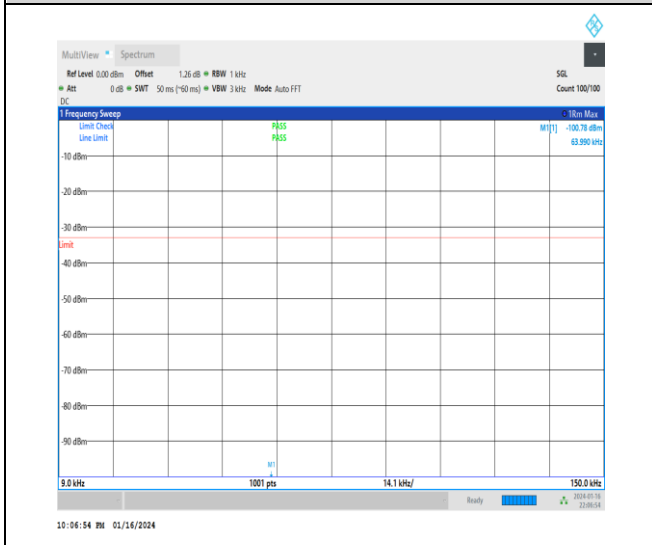 MultiView Spectrum
Ref Level 0.00 dBm Offset 1.26 dB RBW 1 kHz SGL
Att 0 dB SWT 50 ms (~60 ms) VBW 3 kHz Mode Auto FFT Count 100/100
DC
1 Frequency Sweep 1Rm Max
Limit Check PASS M1[1] -100.78 dBm
Line Limit PASS 63.990 kHz
-10 dBm
-20 dBm
-30 dBm
Limit
-40 dBm
-50 dBm
-60 dBm
-70 dBm
-80 dBm
-90 dBm
M1
9.0 kHz 1001 pts 14.1 kHz/ 150.0 kHz
Ready 2024-01-16
22:06:54
10:06:54 PM 01/16/2024